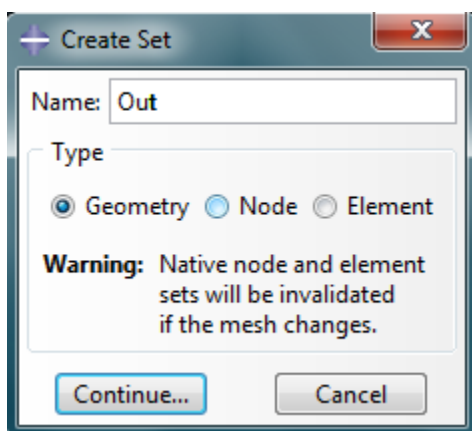 Create Set
Name: Out
Type
Geometry Node Element
Warning: Native node and element
sets will be invalidated
if the mesh changes.
Continue... Cancel